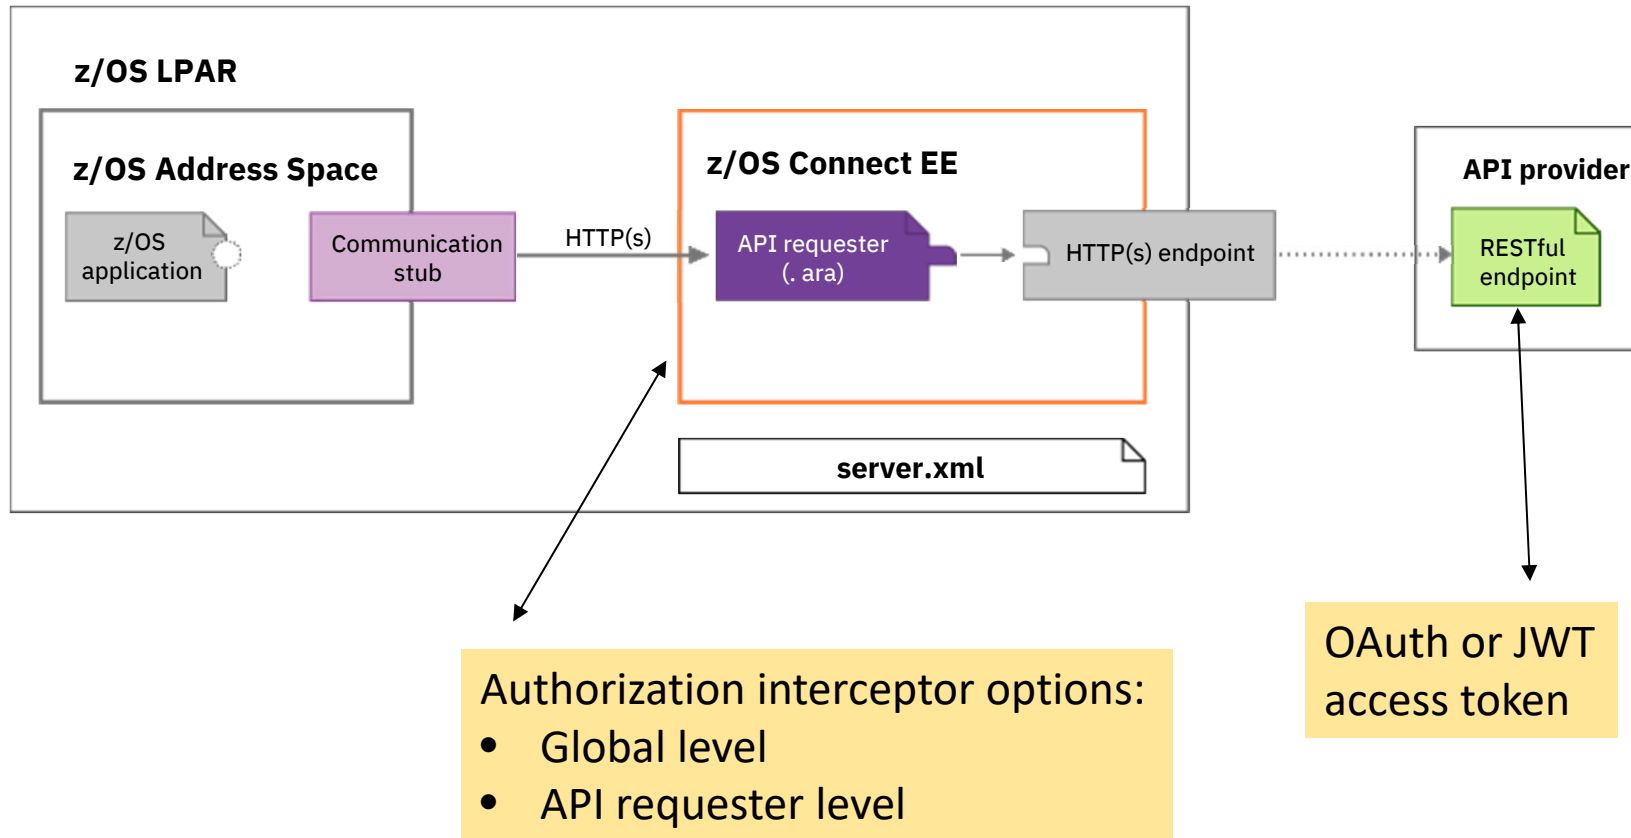 z/OS LPAR
z/OS Address Space
z/OS
application
Communication
stub
HTTP(s)
z/OS Connect EE
API requester
(. ara)
HTTP(s) endpoint
API provider
RESTful
endpoint
server.xml
Authorization interceptor options:
• Global level
• API requester level
OAuth or JWT
access token